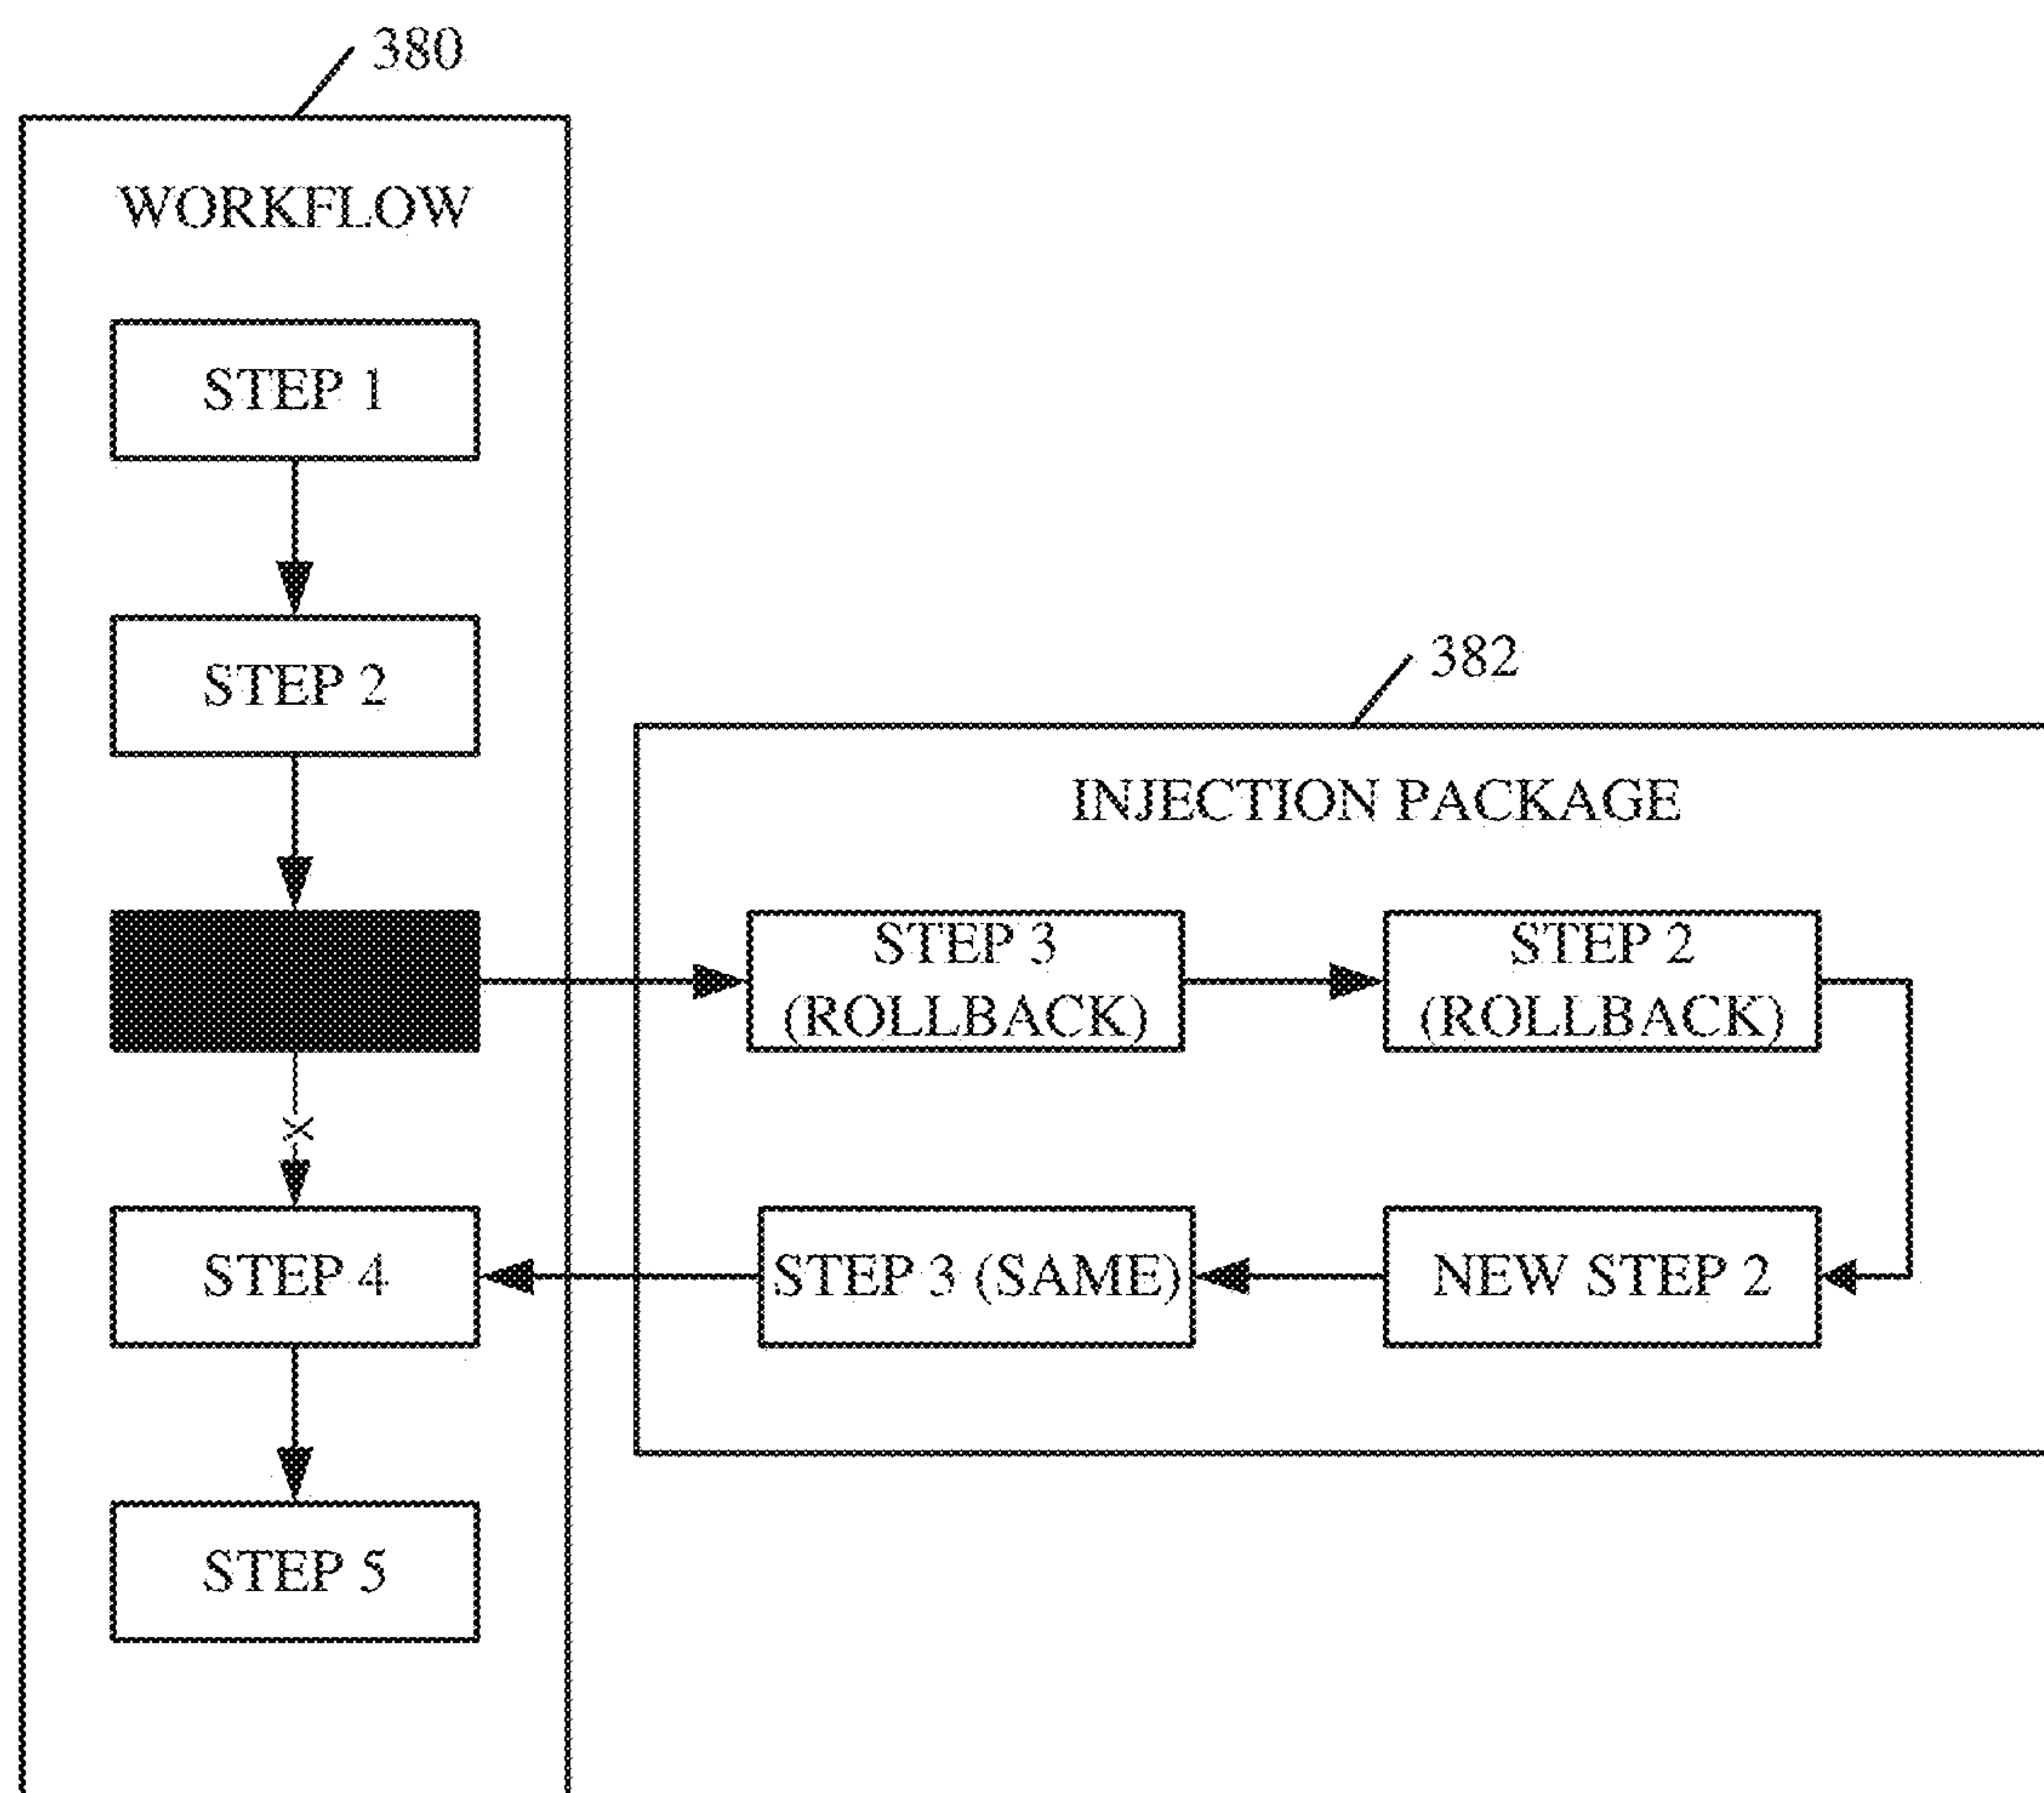 380
WORKFLOW
STEP 1
STEP 2
382
INJECTION PACKAGE
STEP 3
(ROLLBACK)
STEP 2
(ROLLBACK)
STEP 4
STEP 3 (SAME)
NEW STEP 2
STEP 5